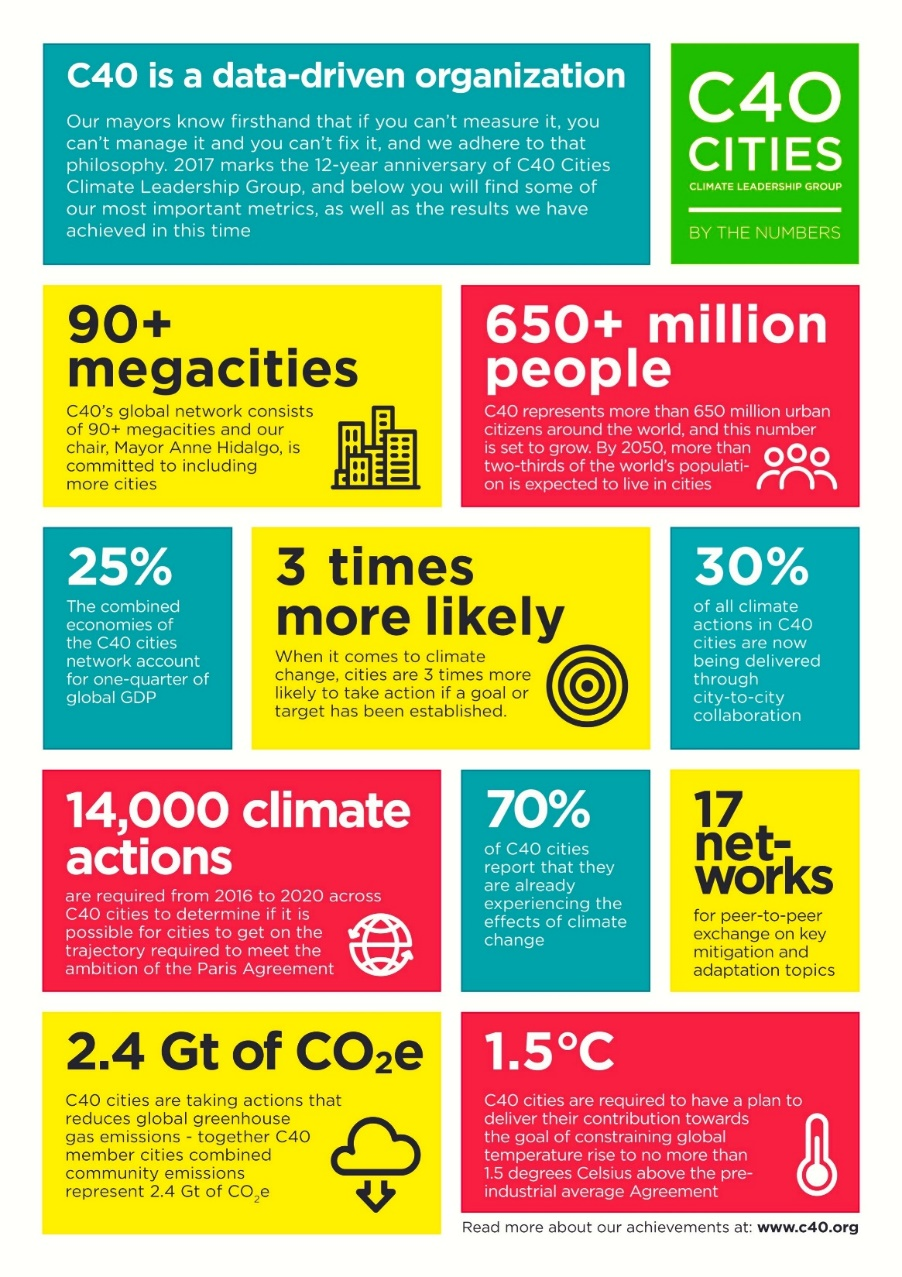 C40 is a data-driven organization
Our mayors know firsthand that if you can't measure it, you
can't manage it and you can't fix it, and we adhere to that
philosophy. 2017 marks the 12-year anniversary of C40 Cities
Climate Leadership Group, and below you will find some of
our most important metrics, as well as the results we have
achieved in this time
C40
CITIES
CLIMATE LEADERSHIP GROUP
BY THE NUMBERS
90+
megacities
C40's global network consists
of 90+ megacities and our
chair, Mayor Anne Hidalgo, is
committed to including
more cities
650+ million
people
C40 represents more than 650 million urban
citizens around the world, and this number
is set to grow. By 2050, more than
two-thirds of the world's populati-
on is expected to live in cities
25%
The combined
economies of
the C40 cities
network account
for one-quarter of
global GDP
3 times
more likely
When it comes to climate
change, cities are 3 times more
likely to take action if a goal or
target has been established.
30%
of all climate
actions in C40
cities are now
being delivered
through
city-to-city
collaboration
14,000 climate
actions
are required from 2016 to 2020 across
C40 cities to determine if it is
possible for cities to get on the
trajectory required to meet the
ambition of the Paris Agreement
70%
of C40 cities
report that they
are already
experiencing the
effects of climate
change
17
net-
works
for peer-to-peer
exchange on key
mitigation and
adaptation topics
2.4 Gt of CO₂e
C40 cities are taking actions that
reduces global greenhouse
gas emissions - together C40
member cities combined
community emissions
represent 2.4 Gt of CO₂e
1.5°C
C40 cities are required to have a plan to
deliver their contribution towards
the goal of constraining global
temperature rise to no more than
1.5 degrees Celsius above the pre-
industrial average Agreement
Read more about our achievements at: www.c40.org